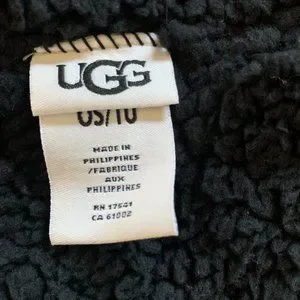 UGG
OS/TU
MADE IN
PHILIPPINES
/FABRIQUE
AUX
PHILIPPINES
RN 17641
CA 61002